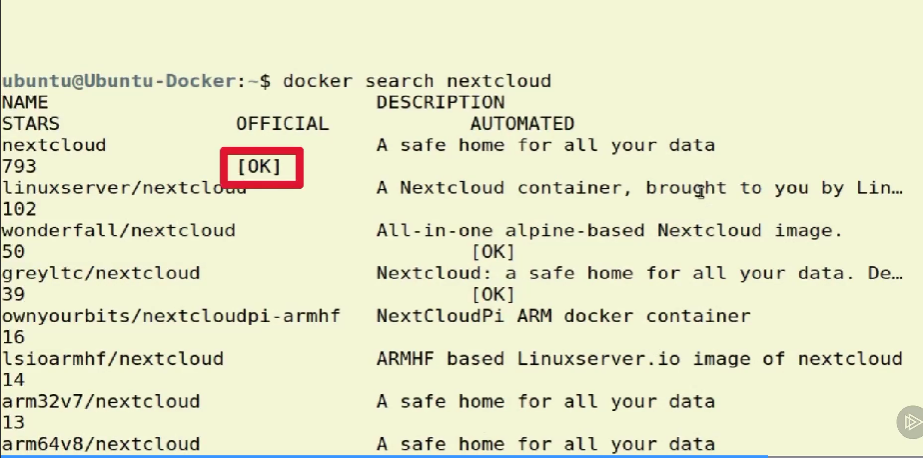 ubuntu@Ubuntu-Docker:~$ docker search nextcloud
NAME DESCRIPTION
STARS OFFICIAL AUTOMATED
nextcloud A safe home for all your data
793 [OK]
linuxserver/nextcloud A Nextcloud container, brought to you by Lin…
102
wonderfall/nextcloud All-in-one alpine-based Nextcloud image.
50 [OK]
greyltc/nextcloud Nextcloud: a safe home for all your data. De…
39 [OK]
ownyourbits/nextcloudpi-armhf NextCloudPi ARM docker container
16
lsioarmhf/nextcloud ARMHF based Linuxserver.io image of nextcloud
14
arm32v7/nextcloud A safe home for all your data
13
arm64v8/nextcloud A safe home for all your data